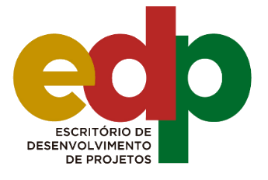 edp
ESCRITÓRIO DE
DESENVOLVIMENTO
DE PROJETOS